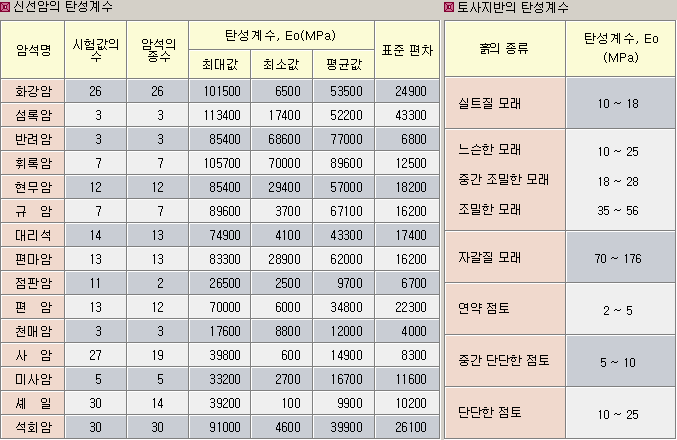 신선암의 탄성계수
암석명 시험값의 수 암석의 종수 탄성계수, Eo(MPa) 표준 편차
최대값 최소값 평균값
화강암 26 26 101500 6500 53500 24900
섬록암 3 3 113400 17400 52200 43300
반려암 3 3 85400 68600 77000 6800
휘록암 7 7 105700 70000 89600 12500
현무암 12 12 85400 29400 57000 18200
규 암 7 7 89600 3700 67100 16200
대리석 14 13 74900 4100 43300 17400
편마암 13 13 83300 28900 62000 16200
점판암 11 2 26500 2500 9700 6700
편 암 13 12 70000 6000 34800 22300
천매암 3 3 17600 8800 12000 4000
사 암 27 19 39800 600 14900 8300
미사암 5 5 33200 2700 16700 11600
셰 일 30 14 39200 100 9900 10200
석회암 30 30 91000 4600 39900 26100
토사지반의 탄성계수
흙의 종류 탄성계수, Eo
(MPa)
실트질 모래 10 ~ 18
느슨한 모래 10 ~ 25
중간 조밀한 모래 18 ~ 28
조밀한 모래 35 ~ 56
자갈질 모래 70 ~ 176
연약 점토 2 ~ 5
중간 단단한 점토 5 ~ 10
단단한 점토 10 ~ 25